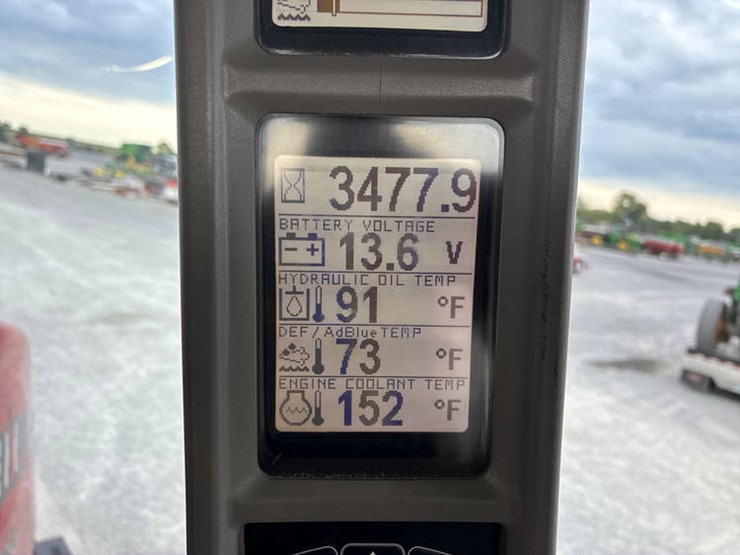 3477.9
BATTERY VOLTAGE
13.6 V
HYDRAULIC OIL TEMP
91 °F
DEF/AdBlue TEMP
73 °F
ENGINE COOLANT TEMP
152 °F